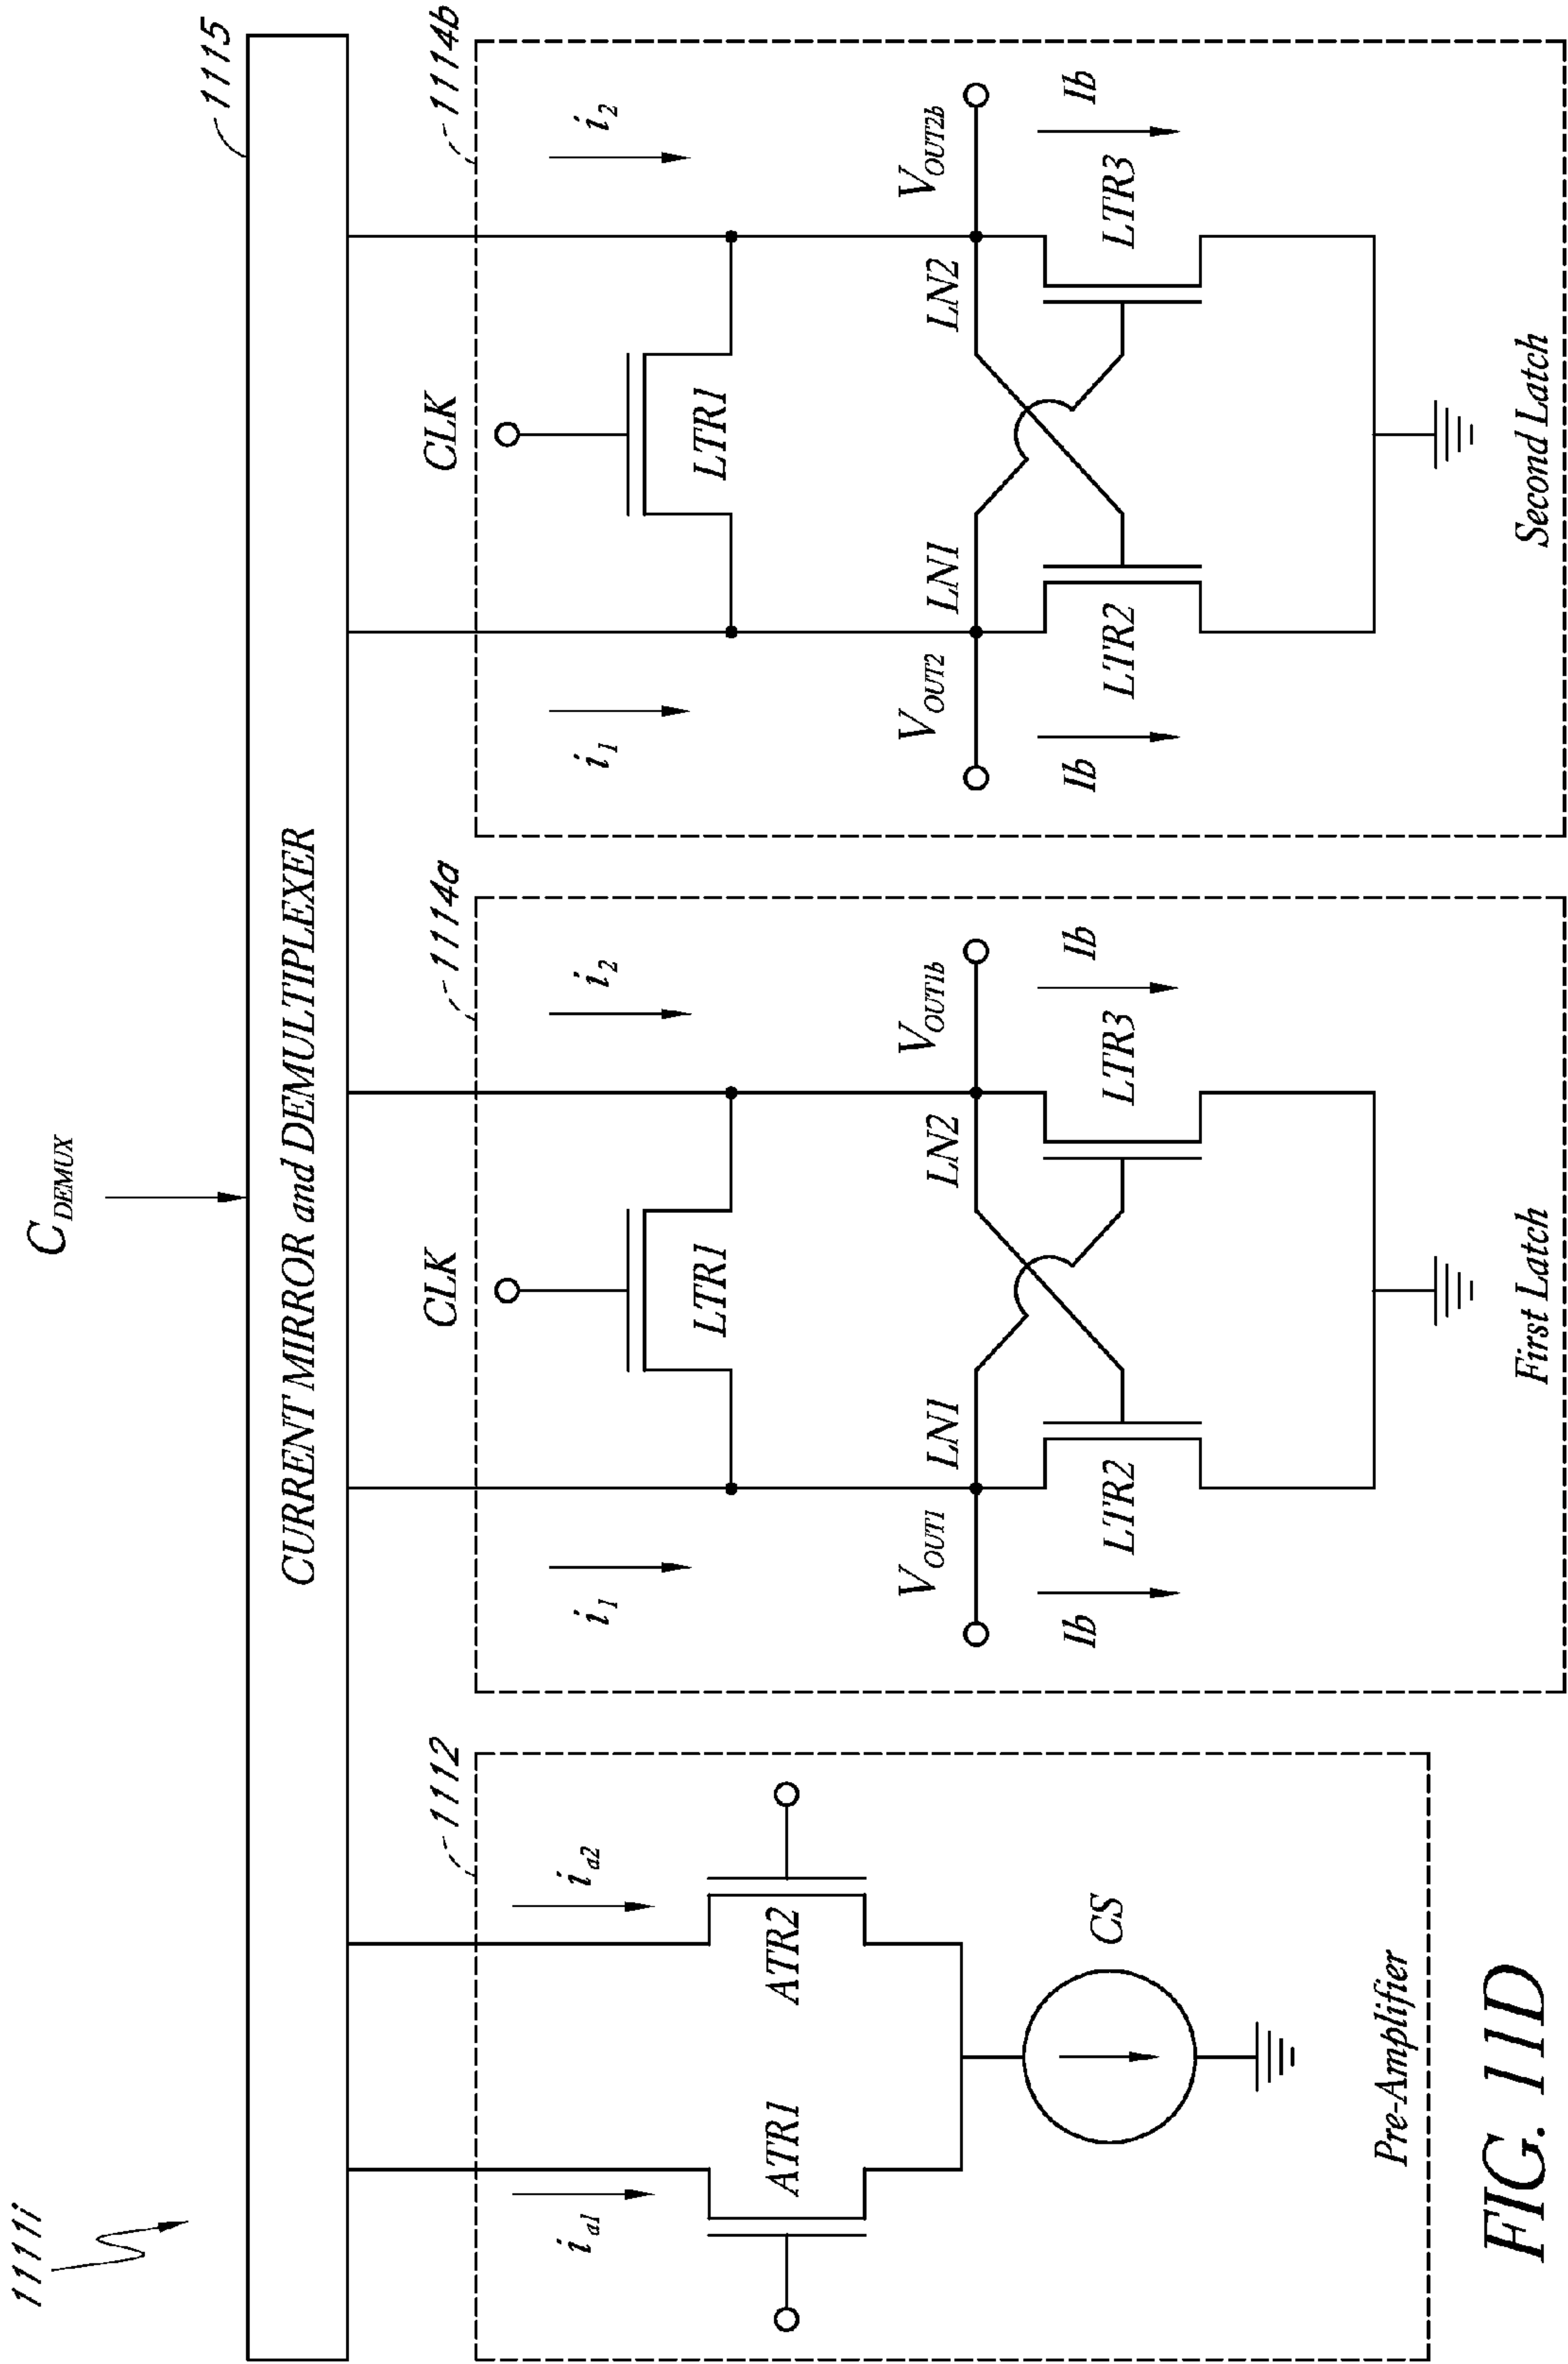 1111i
C_DEMUX
1115
CURRENT MIRROR and DEMULTIPLEXER
1112
i_a1
i_a2
ATR1
ATR2
CS
Pre-Amplifier
1114a
CLK
i_1
i_2
LTR1
V_OUT1
LN1
LN2
V_OUT1b
Ib
LTR2
LTR3
Ib
First Latch
1114b
CLK
i_1
i_2
LTR1
V_OUT2
LN1
LN2
V_OUT2b
Ib
LTR2
LTR3
Ib
Second Latch
FIG. 11D